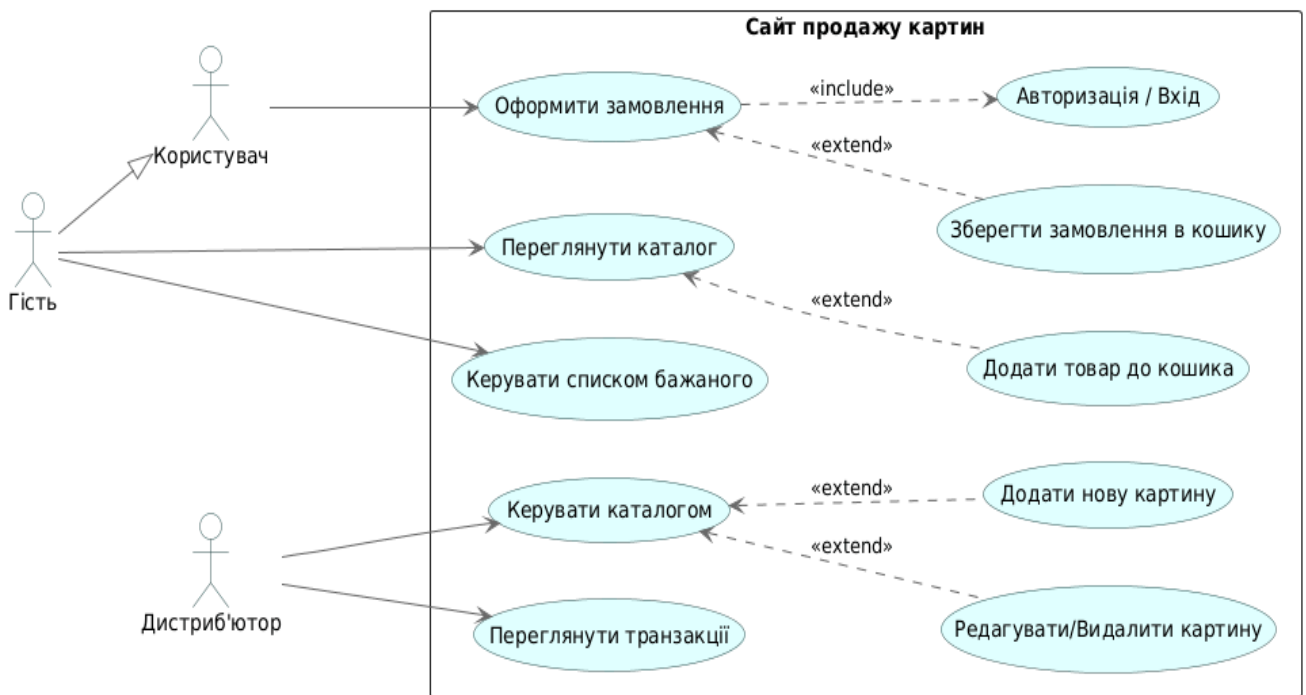 Сайт продажу картин
Оформити замовлення
«include»
Авторизація / Вхід
«extend»
Користувач
Зберегти замовлення в кошику
Переглянути каталог
Гість
«extend»
Додати товар до кошика
Керувати списком бажаного
«extend»
Додати нову картину
Керувати каталогом
«extend»
Дистриб'ютор
Переглянути транзакції
Редагувати/Видалити картину